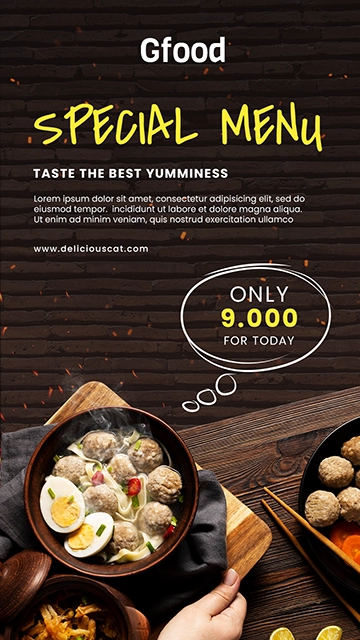 Gfood
SPECIAL MENU
TASTE THE BEST YUMMINESS
Lorem ipsum dolor sit amet, consectetur adipisicing elit, sed do
eiusmod tempor. incididunt ut labore et dolore magna aliqua.
Ut enim ad minim veniam, quis nostrud exercitation ullamco
www.deliciouscat.com
ONLY
9.000
FOR TODAY